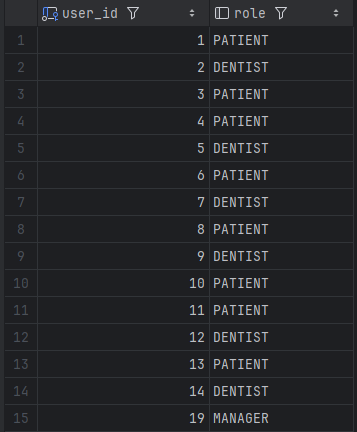 user_id role
1 1 PATIENT
2 2 DENTIST
3 3 PATIENT
4 4 PATIENT
5 5 DENTIST
6 6 PATIENT
7 7 DENTIST
8 8 PATIENT
9 9 DENTIST
10 10 PATIENT
11 11 PATIENT
12 12 DENTIST
13 13 PATIENT
14 14 DENTIST
15 19 MANAGER